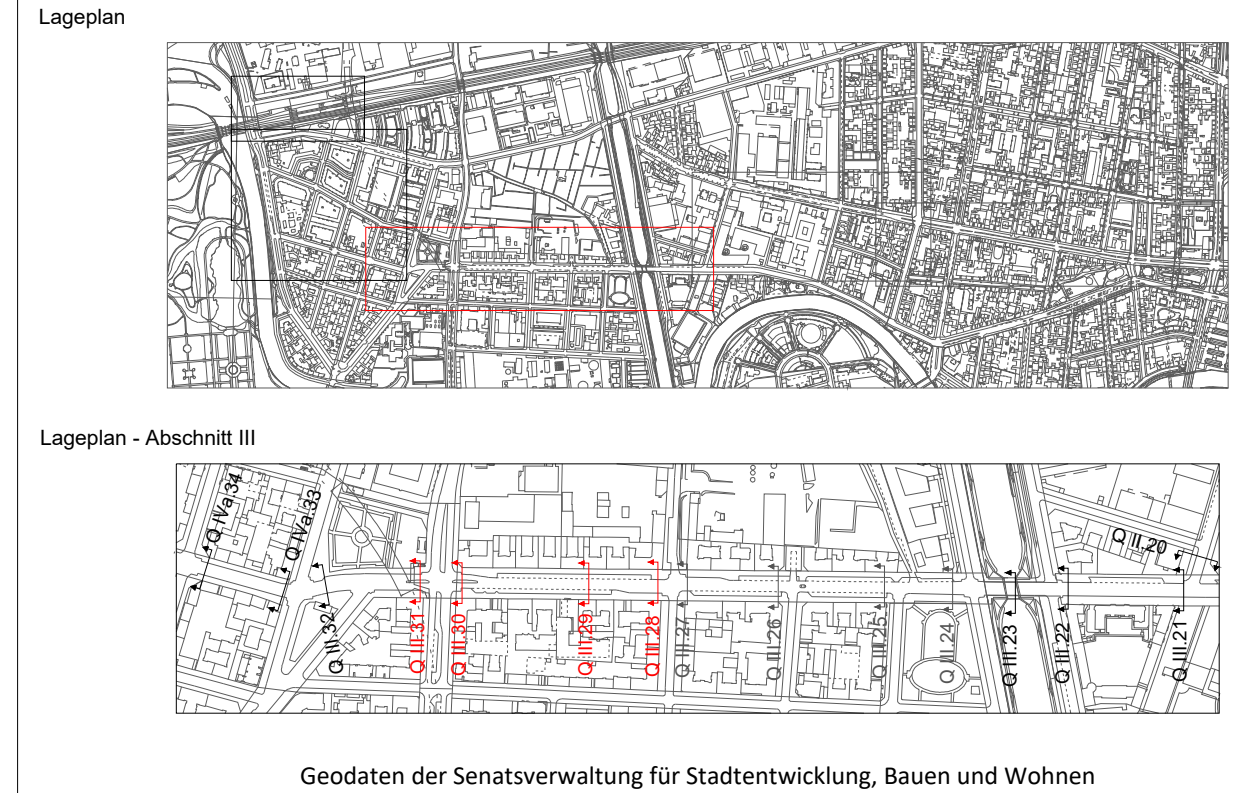 Lageplan
Lageplan - Abschnitt III
Q IVa.34
Q IVa.33
Q III.32
Q III.31
Q III.30
Q III.29
Q III.28
Q III.27
Q III.26
Q III.25
Q III.24
Q III.23
Q III.22
Q III.21
Q II.20
Geodaten der Senatsverwaltung für Stadtentwicklung, Bauen und Wohnen